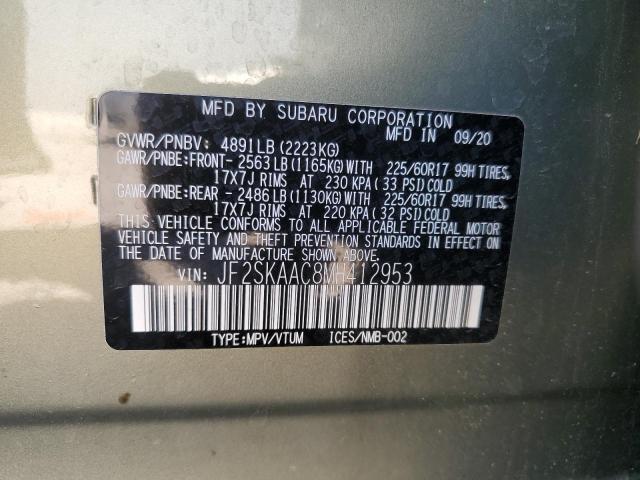 MFD BY SUBARU CORPORATION
MFD IN 09/20
GVWR/PNBV: 4891LB(2223KG)
GAWR/PNBE:FRONT- 2563LB(1165KG)WITH 225/60R17 99H TIRES,
17X7J RIMS AT 230 KPA(33 PSI)COLD
GAWR/PNBE:REAR - 2486LB(1130KG)WITH 225/60R17 99H TIRES,
17X7J RIMS AT 220 KPA(32 PSI)COLD
THIS VEHICLE CONFORMS TO ALL APPLICABLE FEDERAL MOTOR
VEHICLE SAFETY AND THEFT PREVENTION STANDARDS IN EFFECT ON
THE DATE OF MANUFACTURE SHOWN ABOVE.
VIN: JF2SKAAC8MH412953
TYPE:MPV/VTUM ICES/NMB-002